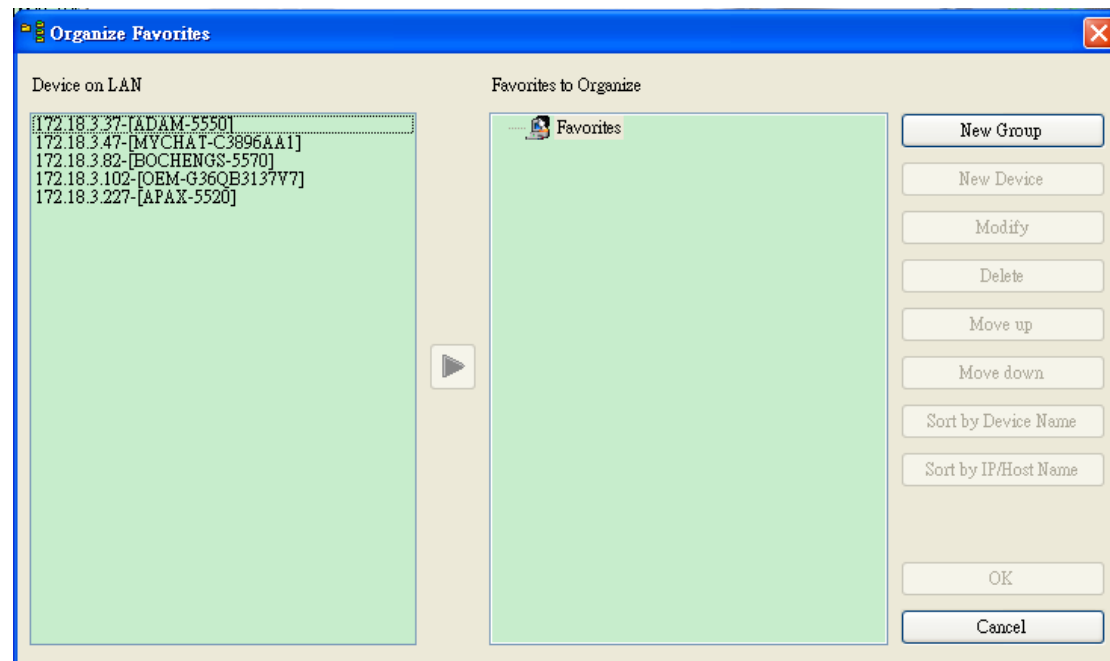 Organize Favorites
Device on LAN
172.18.3.37-[ADAM-5550]
172.18.3.47-[MYCHAT-C3896AA1]
172.18.3.82-[BOCHENGS-5570]
172.18.3.102-[OEM-G36QB3137V7]
172.18.3.227-[APAX-5520]
Favorites to Organize
Favorites
New Group
New Device
Modify
Delete
Move up
Move down
Sort by Device Name
Sort by IP/Host Name
OK
Cancel